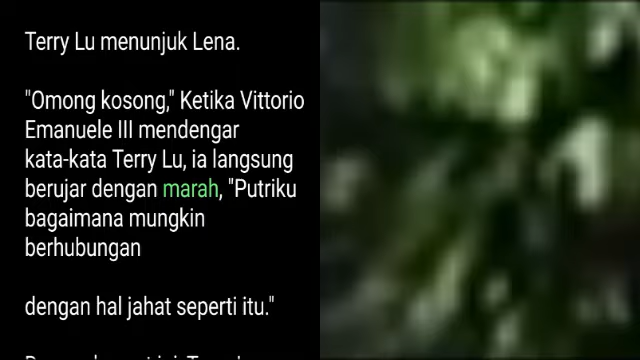 Terry Lu menunjuk Lena.
"Omong kosong," Ketika Vittorio
Emanuele III mendengar
kata-kata Terry Lu, ia langsung
berujar dengan marah, "Putriku
bagaimana mungkin
berhubungan
dengan hal jahat seperti itu."